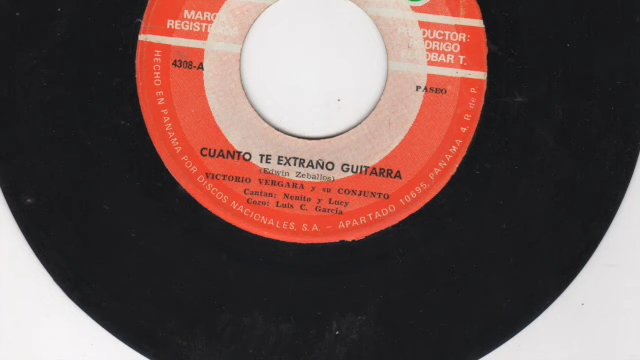 MARCA
REGISTRADA
PRODUCTOR:
RODRIGO
ESCOBAR T.
4308-A
PASEO
CUANTO TE EXTRAÑO GUITARRA
(Edwin Zeballos)
VICTORIO VERGARA y su CONJUNTO
Cantan: Nenito y Lucy
Coro: Luis C. García
HECHO EN PANAMA POR DISCOS NACIONALES, S.A. - APARTADO 10695, PANAMA 4, R. de P.